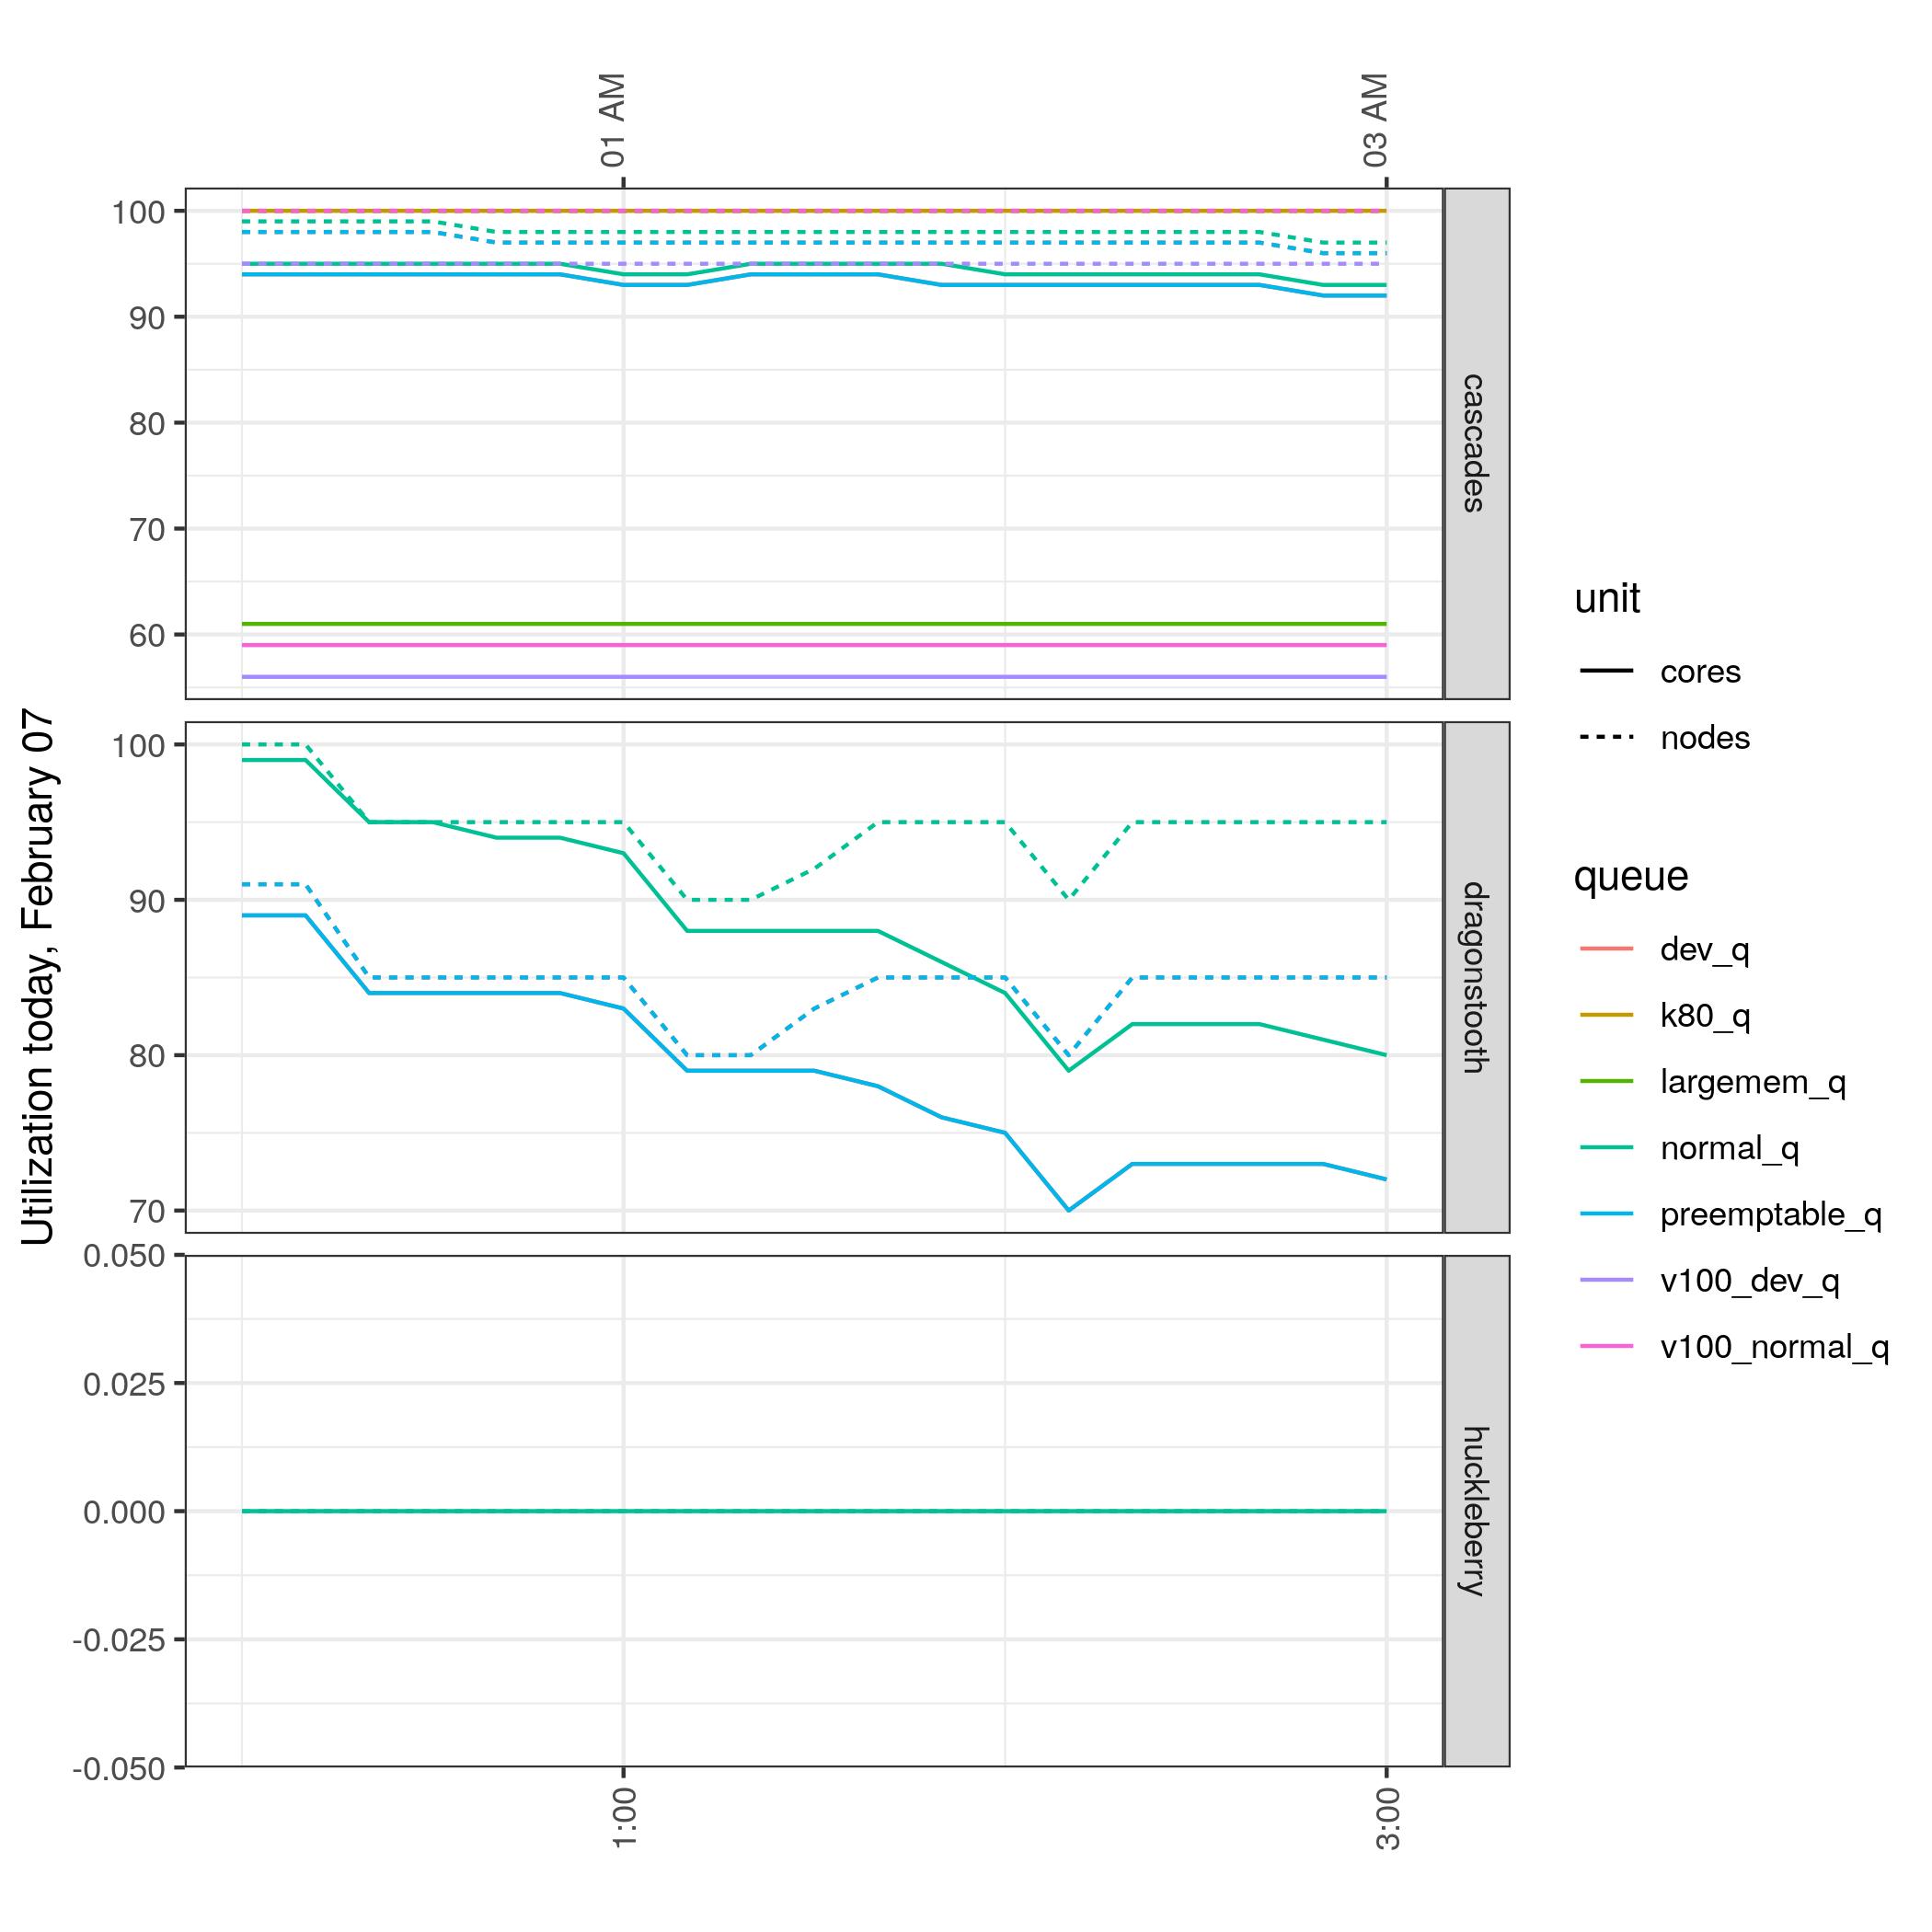 01 AM
03 AM
100
90
80
70
60
cascades
100
90
80
70
dragonstooth
0.050
0.025
0.000
-0.025
-0.050
huckleberry
1:00
3:00
Utilization today, February 07
unit
cores
nodes
queue
dev_q
k80_q
largemem_q
normal_q
preemptable_q
v100_dev_q
v100_normal_q